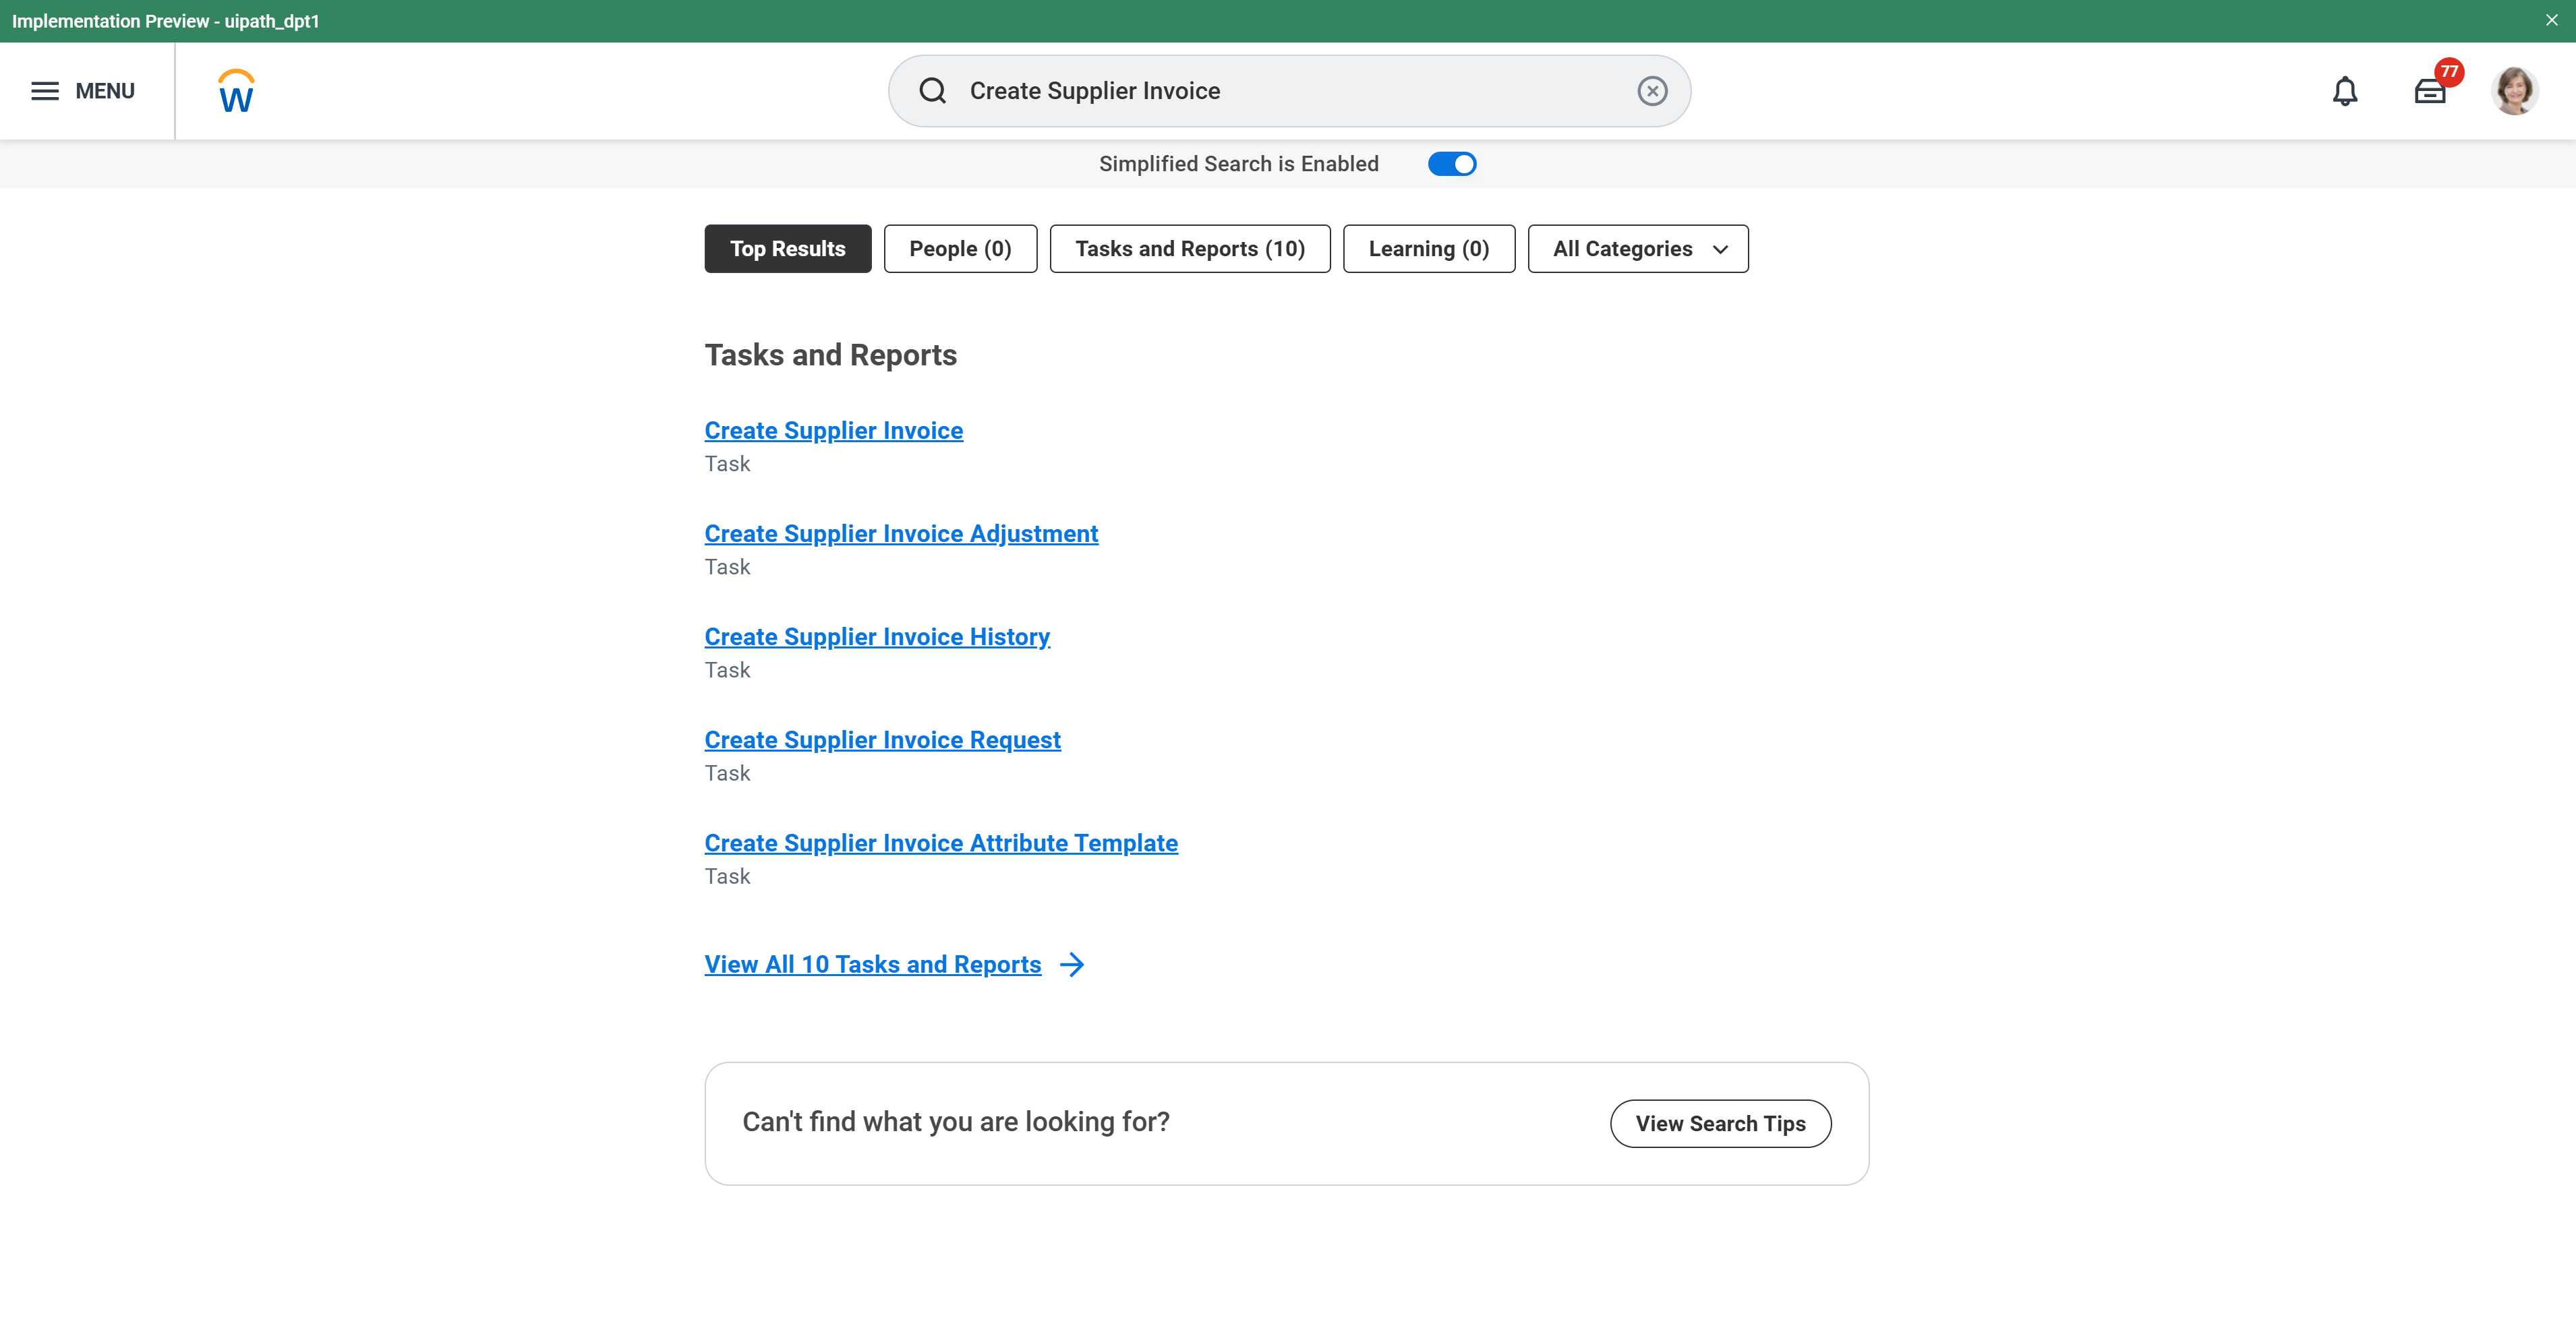 Implementation Preview - uipath_dpt1
MENU
Create Supplier Invoice
77
Simplified Search is Enabled
Top Results
People (0)
Tasks and Reports (10)
Learning (0)
All Categories
Tasks and Reports
Create Supplier Invoice
Task
Create Supplier Invoice Adjustment
Task
Create Supplier Invoice History
Task
Create Supplier Invoice Request
Task
Create Supplier Invoice Attribute Template
Task
View All 10 Tasks and Reports
Can't find what you are looking for?
View Search Tips